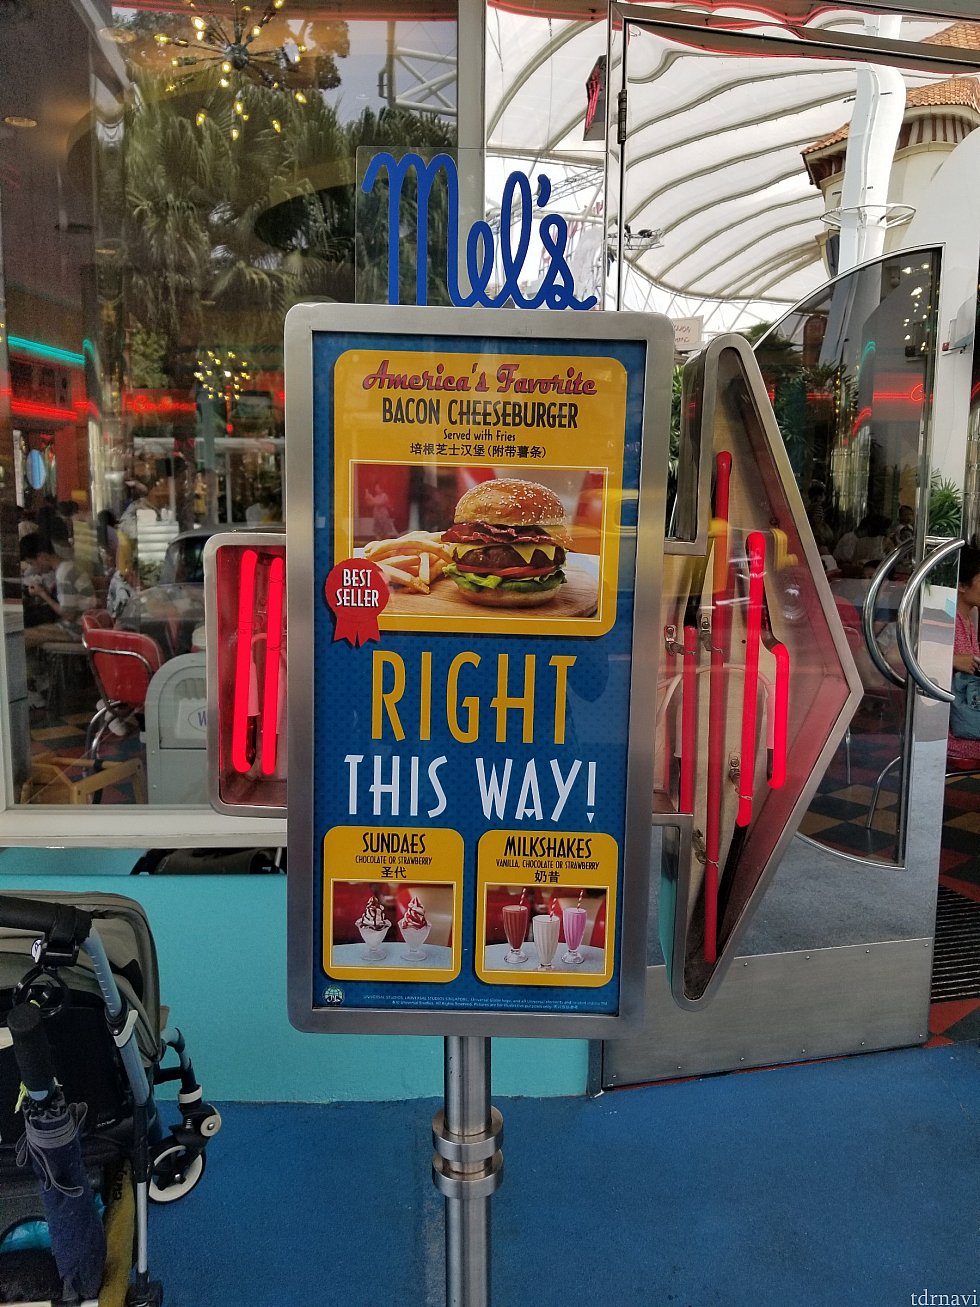 Mel's
America's Favorite
BACON CHEESEBURGER
Served with Fries
培根芝士汉堡(附带薯条)
BEST
SELLER
RIGHT
THIS WAY!
SUNDAES
CHOCOLATE OR STRAWBERRY
圣代
MILKSHAKES
VANILLA, CHOCOLATE OR STRAWBERRY
奶昔
tdrnavi